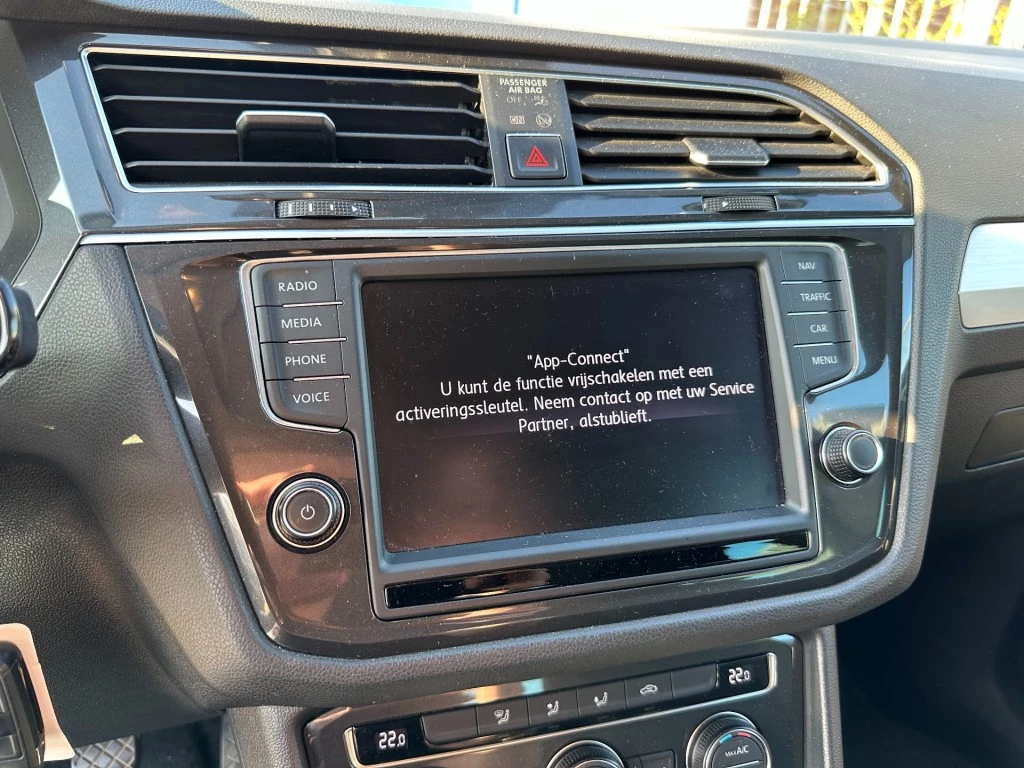 PASSENGER
AIR BAG
OFF
RADIO
MEDIA
PHONE
VOICE
NAV
TRAFFIC
CAR
MENU
"App-Connect"
U kunt de functie vrijschakelen met een
activeringssleutel. Neem contact op met uw Service
Partner, alstublieft.
22.0
22.0
MAX A/C